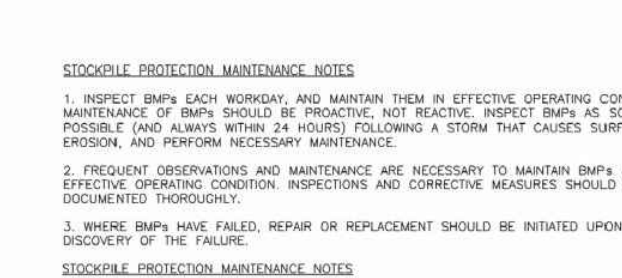 STOCKPILE PROTECTION MAINTENANCE NOTES
1. INSPECT BMPs EACH WORKDAY, AND MAINTAIN THEM IN EFFECTIVE OPERATING
MAINTENANCE OF BMPs SHOULD BE PROACTIVE, NOT REACTIVE. INSPECT BMPs AS
POSSIBLE (AND ALWAYS WITHIN 24 HOURS) FOLLOWING A STORM THAT CAUSES
EROSION, AND PERFORM NECESSARY MAINTENANCE.
2. FREQUENT OBSERVATIONS AND MAINTENANCE ARE NECESSARY TO MAINTAIN BMPs
EFFECTIVE OPERATING CONDITION. INSPECTIONS AND CORRECTIVE MEASURES SHOULD
DOCUMENTED THOROUGHLY.
3. WHERE BMPs HAVE FAILED, REPAIR OR REPLACEMENT SHOULD BE INITIATED UPON
DISCOVERY OF THE FAILURE.
STOCKPILE PROTECTION MAINTENANCE NOTES